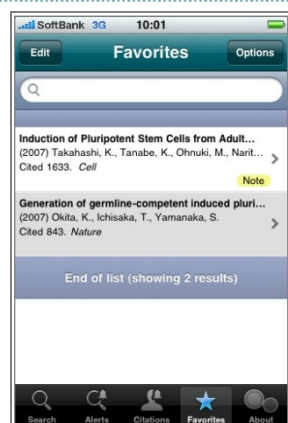 SoftBank 3G 10:01
Edit Favorites Options
Induction of Pluripotent Stem Cells from Adult...
(2007) Takahashi, K., Tanabe, K., Ohnuki, M., Narit...
Cited 1633. Cell
Note
Generation of germline-competent induced pluri...
(2007) Okita, K., Ichisaka, T., Yamanaka, S.
Cited 843. Nature
End of list (showing 2 results)
Search Alerts Citations Favorites About